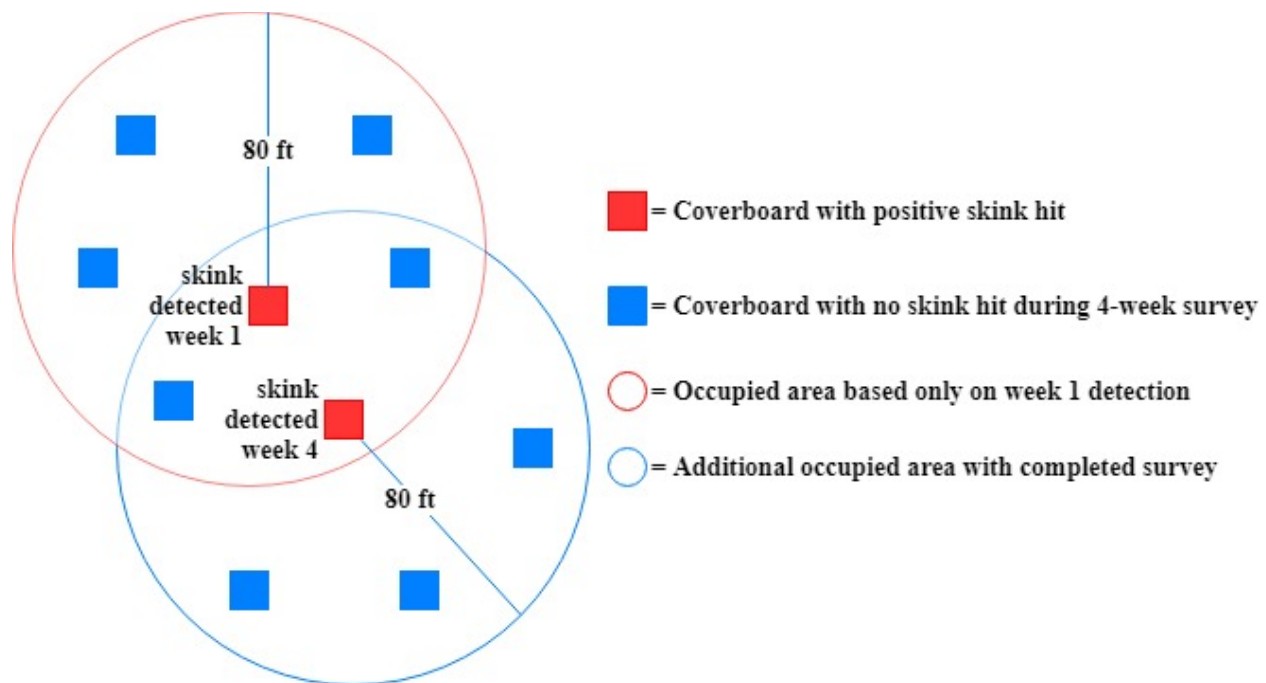 80 ft
skink
detected
week 1
skink
detected
week 4
80 ft
= Coverboard with positive skink hit
= Coverboard with no skink hit during 4-week survey
= Occupied area based only on week 1 detection
= Additional occupied area with completed survey